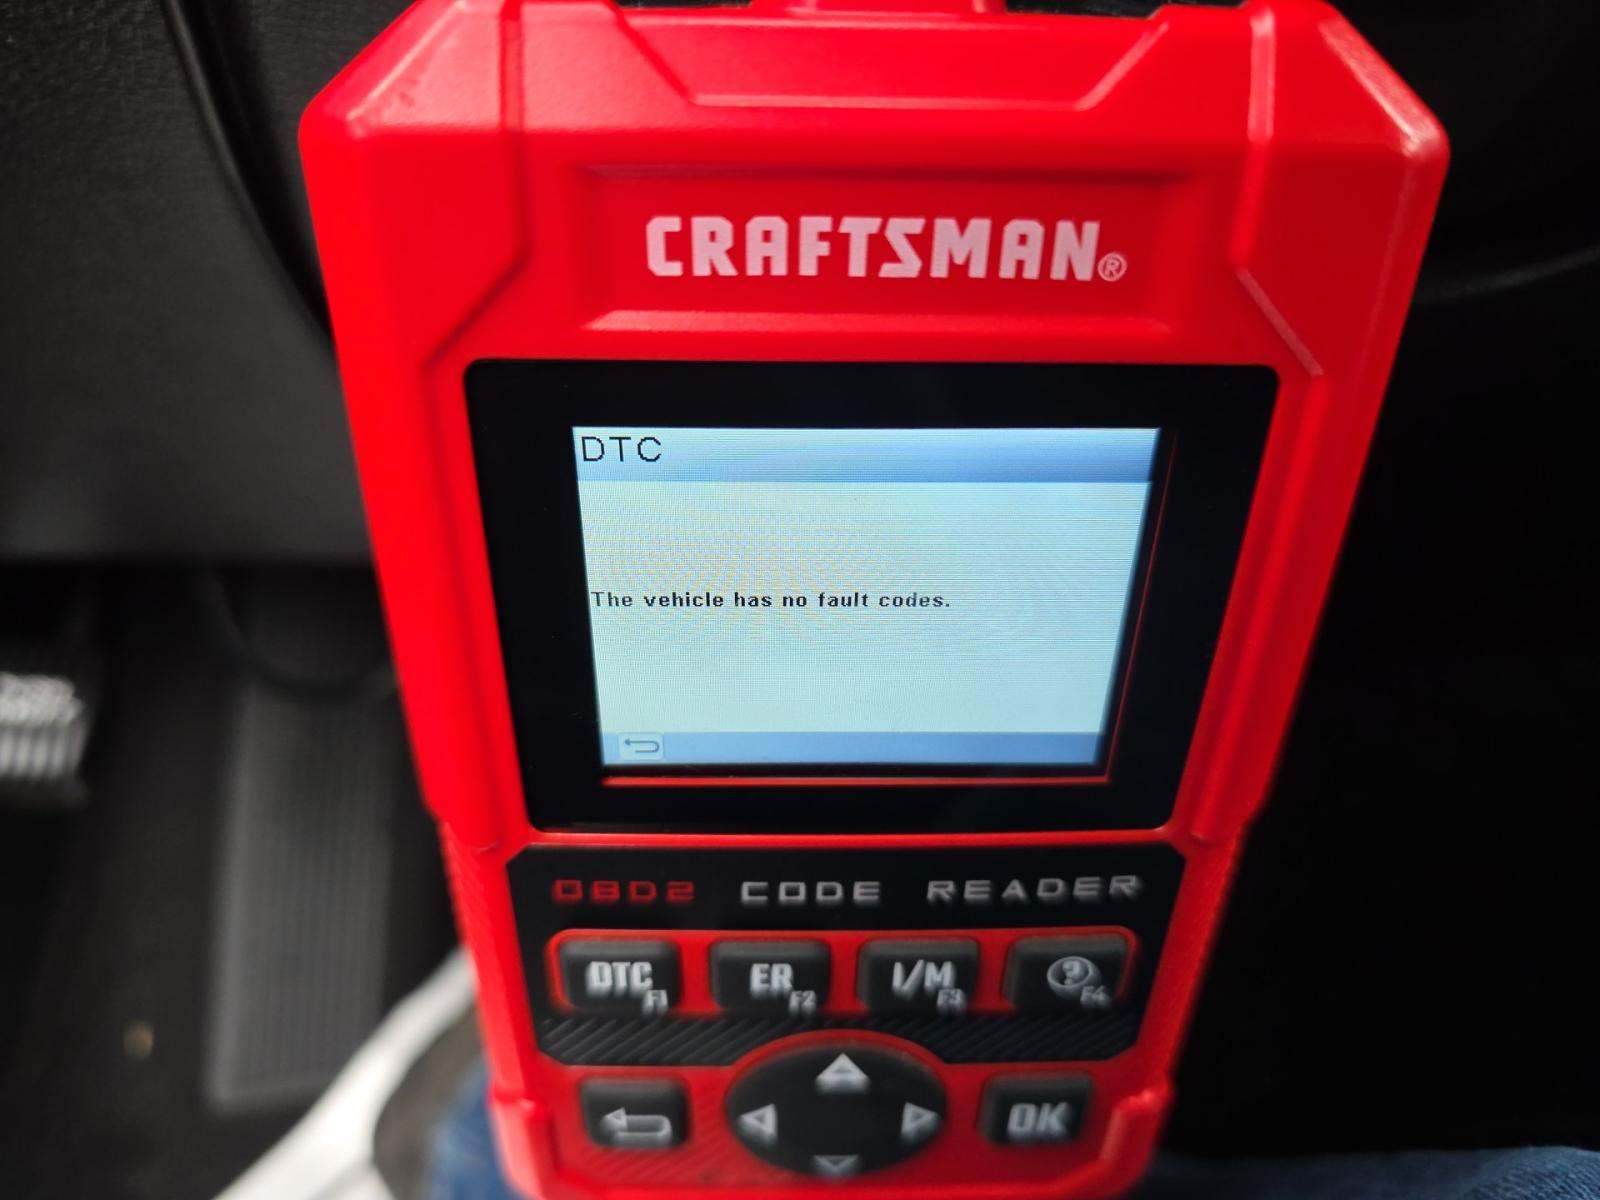 CRAFTSMAN®
DTC
The vehicle has no fault codes.
OBD2 CODE READER
DTC F1 ER F2 I/M F3 F4
OK